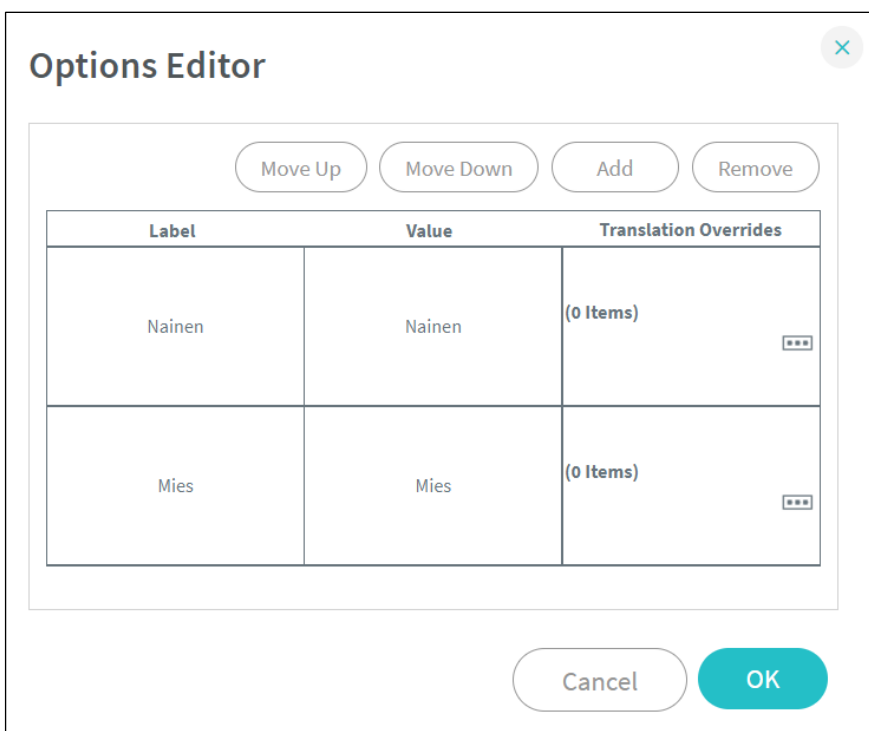 Options Editor
Move Up Move Down Add Remove
Label Value Translation Overrides
Nainen Nainen (0 Items)
Mies Mies (0 Items)
Cancel OK